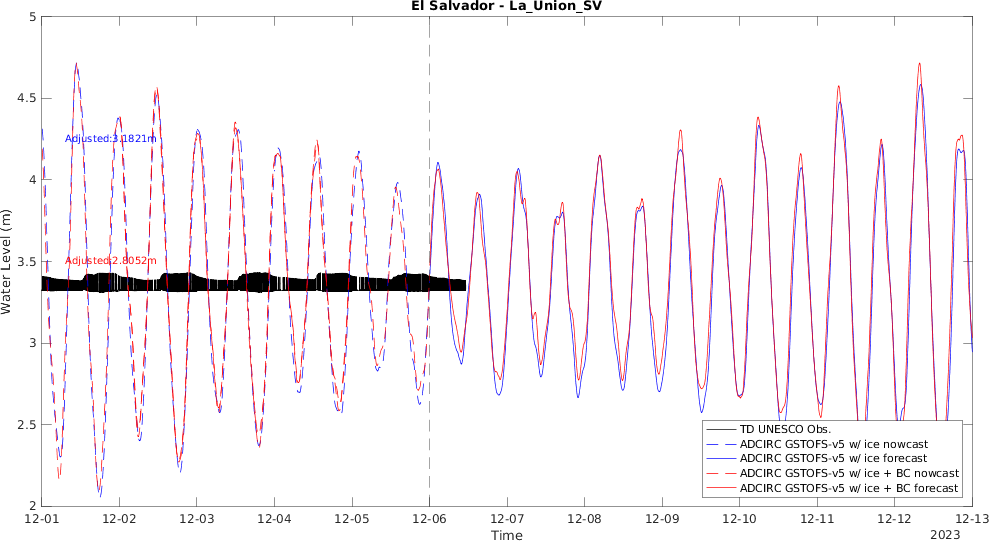 El Salvador - La_Union_SV
Water Level (m)
5
4.5
4
3.5
3
2.5
2
Adjusted:3.1821m
Adjusted:2.8052m
TD UNESCO Obs.
ADCIRC GSTOFS-v5 w/ ice nowcast
ADCIRC GSTOFS-v5 w/ ice forecast
ADCIRC GSTOFS-v5 w/ ice + BC nowcast
ADCIRC GSTOFS-v5 w/ ice + BC forecast
12-01 12-02 12-03 12-04 12-05 12-06 12-07 12-08 12-09 12-10 12-11 12-12 12-13
Time
2023